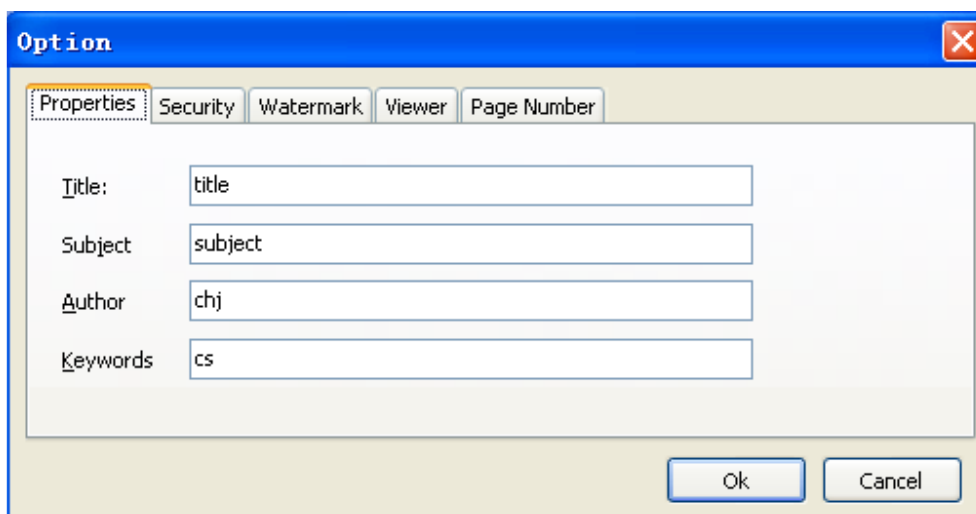 Option
Properties Security Watermark Viewer Page Number
Title: title
Subject subject
Author chj
Keywords cs
Ok Cancel